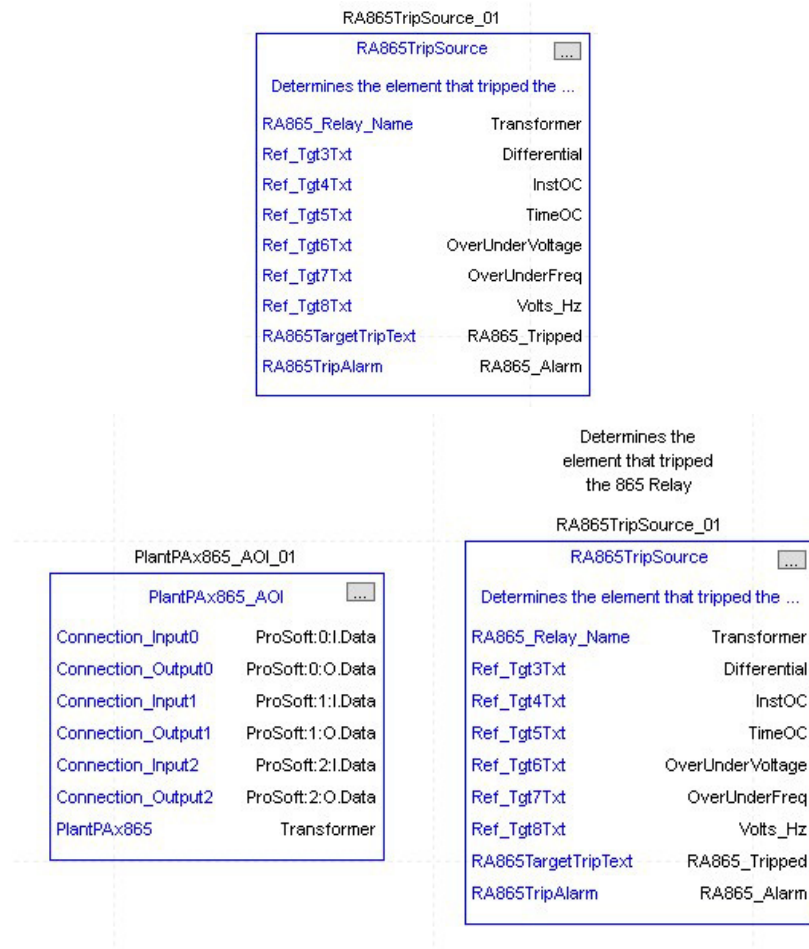 RA865TripSource_01
RA865TripSource ...
Determines the element that tripped the ...
RA865_Relay_Name Transformer
Ref_Tgt3Txt Differential
Ref_Tgt4Txt InstOC
Ref_Tgt5Txt TimeOC
Ref_Tgt6Txt OverUnderVoltage
Ref_Tgt7Txt OverUnderFreq
Ref_Tgt8Txt Volts_Hz
RA865TargetTripText RA865_Tripped
RA865TripAlarm RA865_Alarm
PlantPAx865_AOI_01
PlantPAx865_AOI ...
Connection_Input0 ProSoft:0:I.Data
Connection_Output0 ProSoft:0:O.Data
Connection_Input1 ProSoft:1:I.Data
Connection_Output1 ProSoft:1:O.Data
Connection_Input2 ProSoft:2:I.Data
Connection_Output2 ProSoft:2:O.Data
PlantPAx865 Transformer
Determines the
element that tripped
the 865 Relay
RA865TripSource_01
RA865TripSource ...
Determines the element that tripped the ...
RA865_Relay_Name Transformer
Ref_Tgt3Txt Differential
Ref_Tgt4Txt InstOC
Ref_Tgt5Txt TimeOC
Ref_Tgt6Txt OverUnderVoltage
Ref_Tgt7Txt OverUnderFreq
Ref_Tgt8Txt Volts_Hz
RA865TargetTripText RA865_Tripped
RA865TripAlarm RA865_Alarm